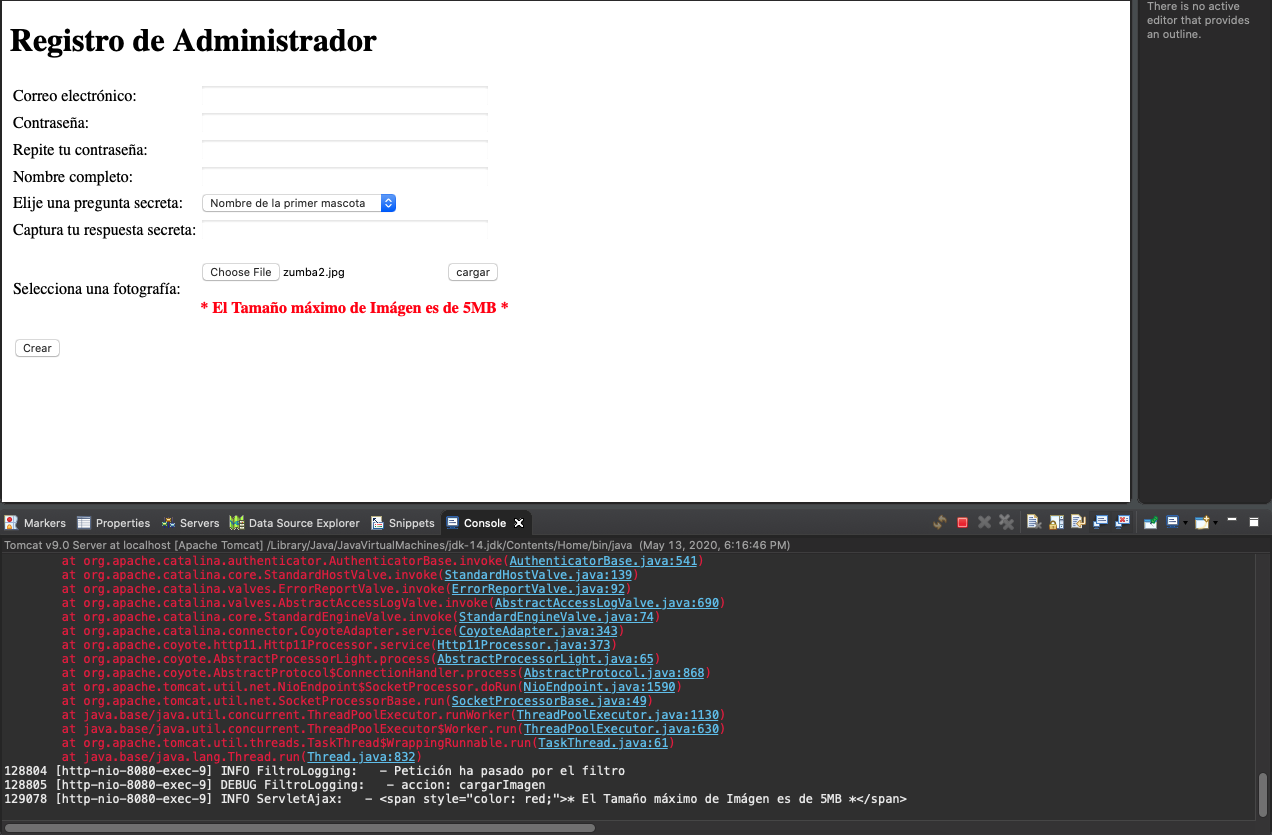 There is no active
editor that provides
an outline.
Registro de Administrador
Correo electrónico:
Contraseña:
Repite tu contraseña:
Nombre completo:
Elije una pregunta secreta: Nombre de la primer mascota
Captura tu respuesta secreta:
Selecciona una fotografía: Choose File zumba2.jpg cargar
* El Tamaño máximo de Imágen es de 5MB *
Crear
Markers Properties Servers Data Source Explorer Snippets Console
Tomcat v9.0 Server at localhost [Apache Tomcat] /Library/Java/JavaVirtualMachines/jdk-14.jdk/Contents/Home/bin/java (May 13, 2020, 6:16:46 PM)
at org.apache.catalina.authenticator.AuthenticatorBase.invoke(AuthenticatorBase.java:541)
at org.apache.catalina.core.StandardHostValve.invoke(StandardHostValve.java:139)
at org.apache.catalina.valves.ErrorReportValve.invoke(ErrorReportValve.java:92)
at org.apache.catalina.valves.AbstractAccessLogValve.invoke(AbstractAccessLogValve.java:690)
at org.apache.catalina.core.StandardEngineValve.invoke(StandardEngineValve.java:74)
at org.apache.catalina.connector.CoyoteAdapter.service(CoyoteAdapter.java:343)
at org.apache.coyote.http11.Http11Processor.service(Http11Processor.java:373)
at org.apache.coyote.AbstractProcessorLight.process(AbstractProcessorLight.java:65)
at org.apache.coyote.AbstractProtocol$ConnectionHandler.process(AbstractProtocol.java:868)
at org.apache.tomcat.util.net.NioEndpoint$SocketProcessor.doRun(NioEndpoint.java:1590)
at org.apache.tomcat.util.net.SocketProcessorBase.run(SocketProcessorBase.java:49)
at java.base/java.util.concurrent.ThreadPoolExecutor.runWorker(ThreadPoolExecutor.java:1130)
at java.base/java.util.concurrent.ThreadPoolExecutor$Worker.run(ThreadPoolExecutor.java:630)
at org.apache.tomcat.util.threads.TaskThread$WrappingRunnable.run(TaskThread.java:61)
at java.base/java.lang.Thread.run(Thread.java:832)
128804 [http-nio-8080-exec-9] INFO FiltroLogging: - Petición ha pasado por el filtro
128805 [http-nio-8080-exec-9] DEBUG FiltroLogging: - accion: cargarImagen
129078 [http-nio-8080-exec-9] INFO ServletAjax: - <span style="color: red;">* El Tamaño máximo de Imágen es de 5MB *</span>